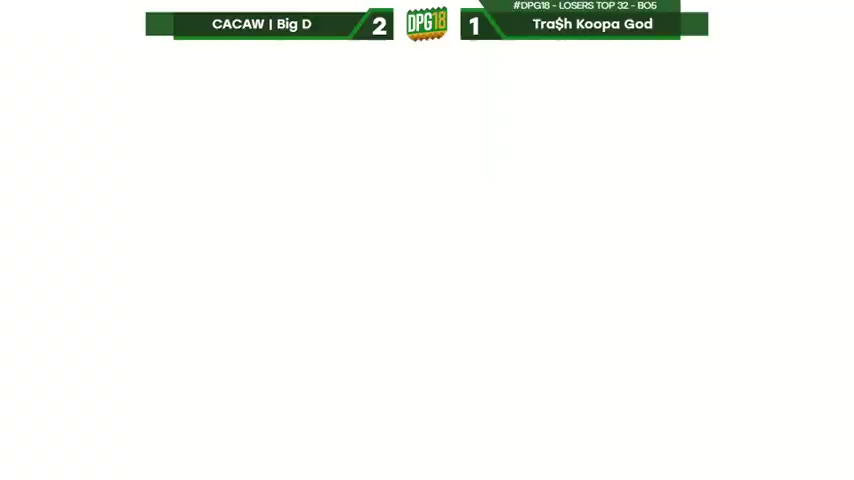 #DPG18 - LOSERS TOP 32 - BO5
CACAW | Big D 2 DPG18 1 Tra$h Koopa God